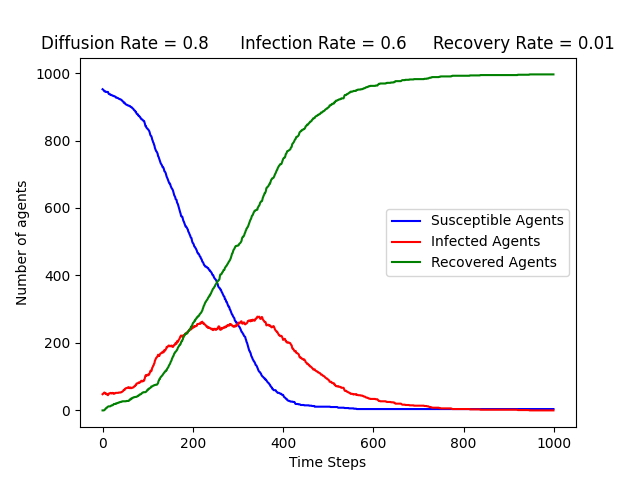 Diffusion Rate = 0.8 Infection Rate = 0.6 Recovery Rate = 0.01
1000
800
600
400
200
0
Number of agents
Susceptible Agents
Infected Agents
Recovered Agents
0 200 400 600 800 1000
Time Steps